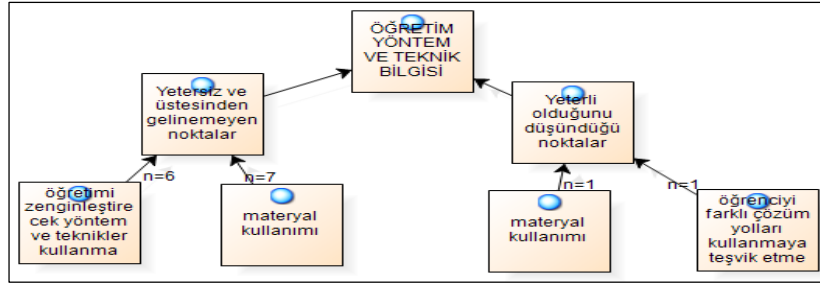 ÖĞRETİM
YÖNTEM
VE TEKNİK
BİLGİSİ
Yetersiz ve
üstesinden
gelinemeyen
noktalar
Yeterli
olduğunu
düşündüğü
noktalar
n=6
n=7
n=1
n=1
öğretimi
zenginleştire
cek yöntem
ve teknikler
kullanma
materyal
kullanımı
materyal
kullanımı
öğrenciyi
farklı çözüm
yolları
kullanmaya
teşvik etme